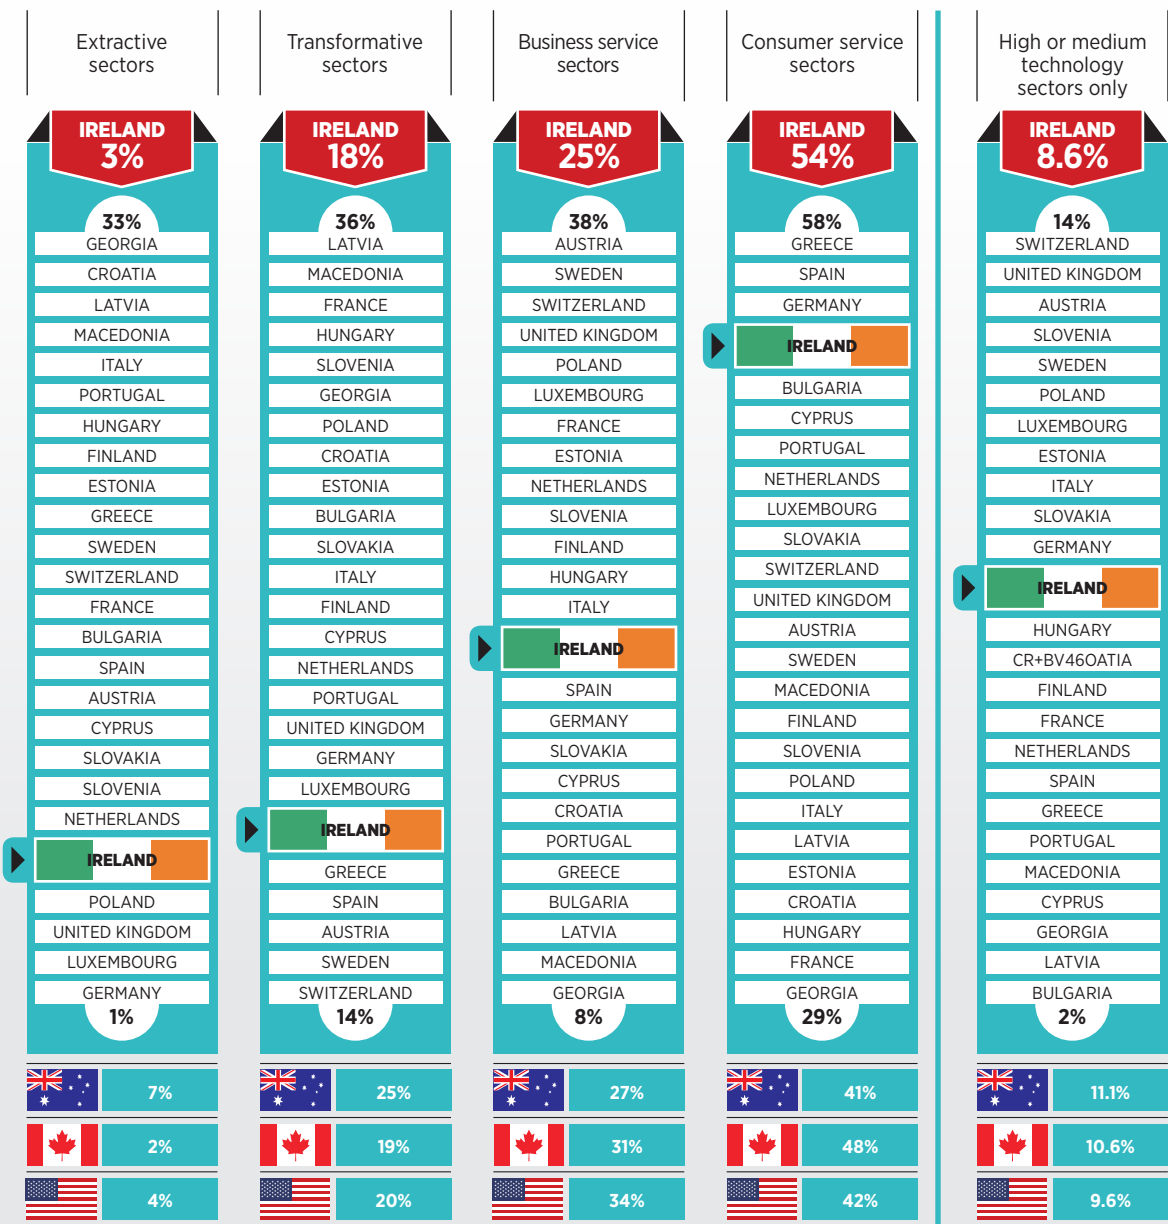 Extractive
sectors
IRELAND
3%
33%
GEORGIA
CROATIA
LATVIA
MACEDONIA
ITALY
PORTUGAL
HUNGARY
FINLAND
ESTONIA
GREECE
SWEDEN
SWITZERLAND
FRANCE
BULGARIA
SPAIN
AUSTRIA
CYPRUS
SLOVAKIA
SLOVENIA
NETHERLANDS
IRELAND
POLAND
UNITED KINGDOM
LUXEMBOURG
GERMANY
1%
7%
2%
4%
Transformative
sectors
IRELAND
18%
36%
LATVIA
MACEDONIA
FRANCE
HUNGARY
SLOVENIA
GEORGIA
POLAND
CROATIA
ESTONIA
BULGARIA
SLOVAKIA
ITALY
FINLAND
CYPRUS
NETHERLANDS
PORTUGAL
UNITED KINGDOM
GERMANY
LUXEMBOURG
IRELAND
GREECE
SPAIN
AUSTRIA
SWEDEN
SWITZERLAND
14%
25%
19%
20%
Business service
sectors
IRELAND
25%
38%
AUSTRIA
SWEDEN
SWITZERLAND
UNITED KINGDOM
POLAND
LUXEMBOURG
FRANCE
ESTONIA
NETHERLANDS
SLOVENIA
FINLAND
HUNGARY
ITALY
IRELAND
SPAIN
GERMANY
SLOVAKIA
CYPRUS
CROATIA
PORTUGAL
GREECE
BULGARIA
LATVIA
MACEDONIA
GEORGIA
8%
27%
31%
34%
Consumer service
sectors
IRELAND
54%
58%
GREECE
SPAIN
GERMANY
IRELAND
BULGARIA
CYPRUS
PORTUGAL
NETHERLANDS
LUXEMBOURG
SLOVAKIA
SWITZERLAND
UNITED KINGDOM
AUSTRIA
SWEDEN
MACEDONIA
FINLAND
SLOVENIA
POLAND
ITALY
LATVIA
ESTONIA
CROATIA
HUNGARY
FRANCE
GEORGIA
29%
41%
48%
42%
High or medium
technology
sectors only
IRELAND
8.6%
14%
SWITZERLAND
UNITED KINGDOM
AUSTRIA
SLOVENIA
SWEDEN
POLAND
LUXEMBOURG
ESTONIA
ITALY
SLOVAKIA
GERMANY
IRELAND
HUNGARY
CR+BV46OATIA
FINLAND
FRANCE
NETHERLANDS
SPAIN
GREECE
PORTUGAL
MACEDONIA
CYPRUS
GEORGIA
LATVIA
BULGARIA
2%
11.1%
10.6%
9.6%